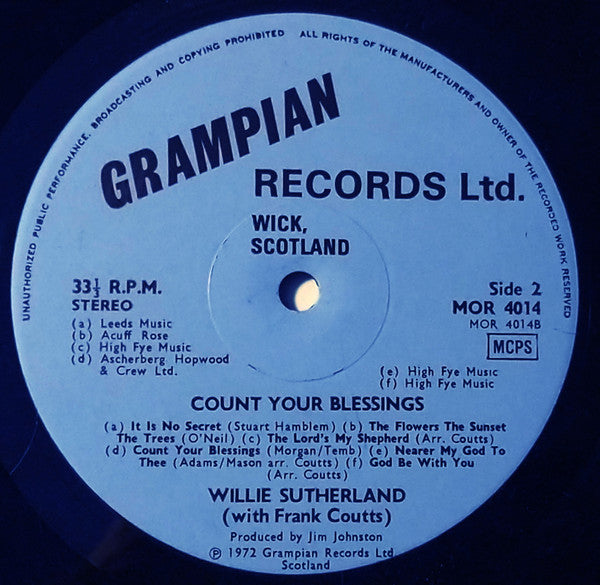 UNAUTHORIZED PUBLIC PERFORMANCE, BROADCASTING AND COPYING PROHIBITED ALL RIGHTS OF THE MANUFACTURERS AND OWNER OF THE RECORDED WORK RESERVED
GRAMPIAN
RECORDS Ltd.
WICK,
SCOTLAND
33⅓ R.P.M.
STEREO
(a) Leeds Music
(b) Acuff Rose
(c) High Fye Music
(d) Ascherberg Hopwood
& Crew Ltd.
Side 2
MOR 4014
MOR 4014B
MCPS
(e) High Fye Music
(f) High Fye Music
COUNT YOUR BLESSINGS
(a) It Is No Secret (Stuart Hamblem) (b) The Flowers The Sunset
The Trees (O'Neil) (c) The Lord's My Shepherd (Arr. Coutts)
(d) Count Your Blessings (Morgan/Temb) (e) Nearer My God To
Thee (Adams/Mason arr. Coutts) (f) God Be With You
(Arr. Coutts)
WILLIE SUTHERLAND
(with Frank Coutts)
Produced by Jim Johnston
℗ 1972 Grampian Records Ltd.
Scotland